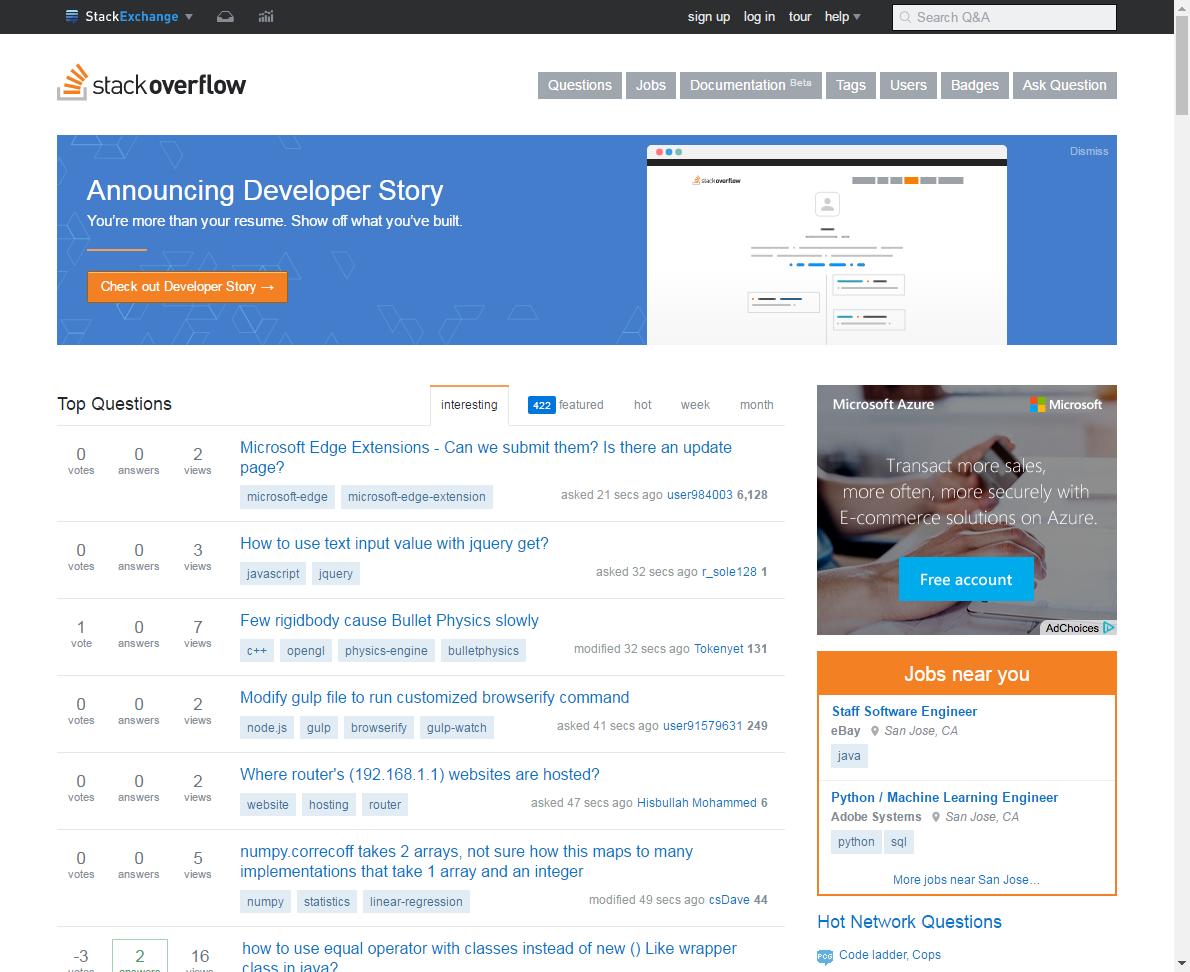 StackExchange
sign up log in tour help
Search Q&A
stackoverflow
Questions Jobs Documentation Beta Tags Users Badges Ask Question
Announcing Developer Story
You're more than your resume. Show off what you've built.
Check out Developer Story →
Dismiss
stackoverflow
Top Questions
interesting 422 featured hot week month
0 votes 0 answers 2 views
Microsoft Edge Extensions - Can we submit them? Is there an update
page?
microsoft-edge microsoft-edge-extension
asked 21 secs ago user984003 6,128
0 votes 0 answers 3 views
How to use text input value with jquery get?
javascript jquery
asked 32 secs ago r_sole128 1
1 vote 0 answers 7 views
Few rigidbody cause Bullet Physics slowly
c++ opengl physics-engine bulletphysics
modified 32 secs ago Tokenyet 131
0 votes 0 answers 2 views
Modify gulp file to run customized browserify command
node.js gulp browserify gulp-watch
asked 41 secs ago user91579631 249
0 votes 0 answers 2 views
Where router's (192.168.1.1) websites are hosted?
website hosting router
asked 47 secs ago Hisbullah Mohammed 6
0 votes 0 answers 5 views
numpy.correcoff takes 2 arrays, not sure how this maps to many
implementations that take 1 array and an integer
numpy statistics linear-regression
modified 49 secs ago csDave 44
-3 votes 2 answers 16 views
how to use equal operator with classes instead of new () Like wrapper
class in java?
Microsoft Azure Microsoft
Transact more sales,
more often, more securely with
E-commerce solutions on Azure.
Free account
AdChoices
Jobs near you
Staff Software Engineer
eBay San Jose, CA
java
Python / Machine Learning Engineer
Adobe Systems San Jose, CA
python sql
More jobs near San Jose…
Hot Network Questions
PCG Code ladder, Cops